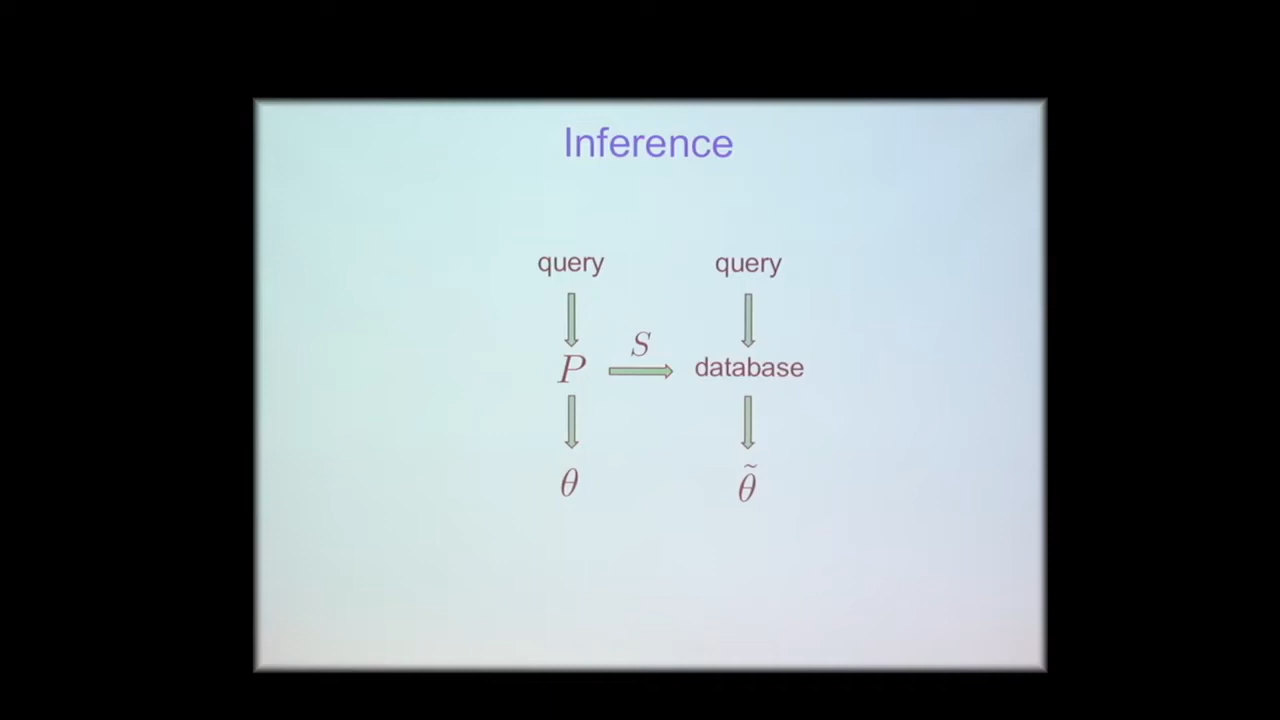 Inference
query query
S
P database
θ θ̃